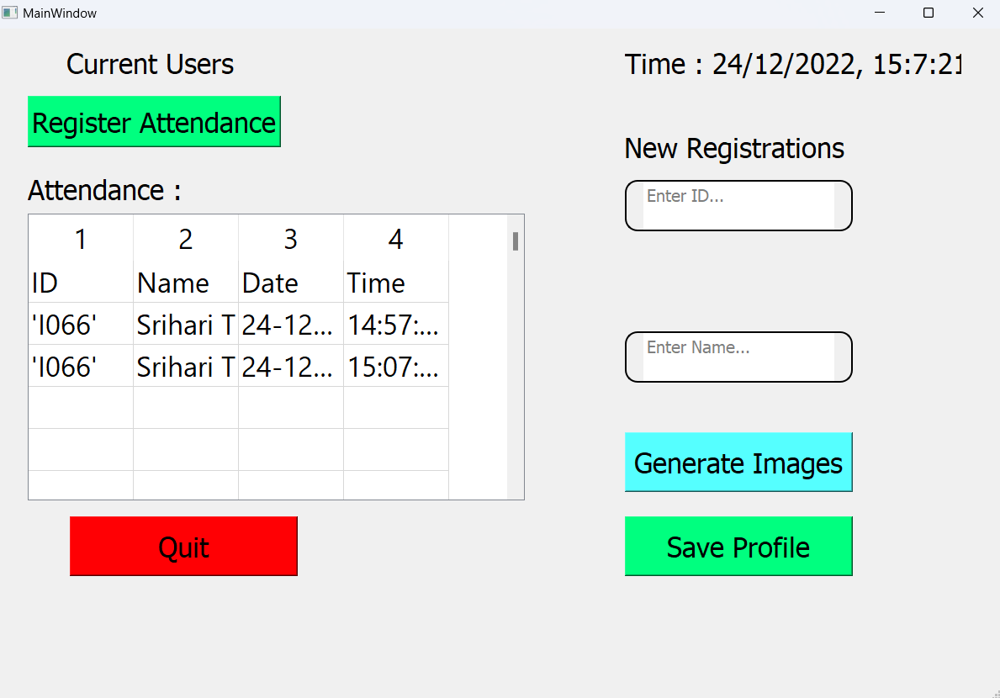 MainWindow
Current Users
Time : 24/12/2022, 15:7:21
Register Attendance
New Registrations
Attendance :
Enter ID...
1 2 3 4
ID Name Date Time
'I066' Srihari T 24-12... 14:57:...
'I066' Srihari T 24-12... 15:07:...
Enter Name...
Generate Images
Quit
Save Profile